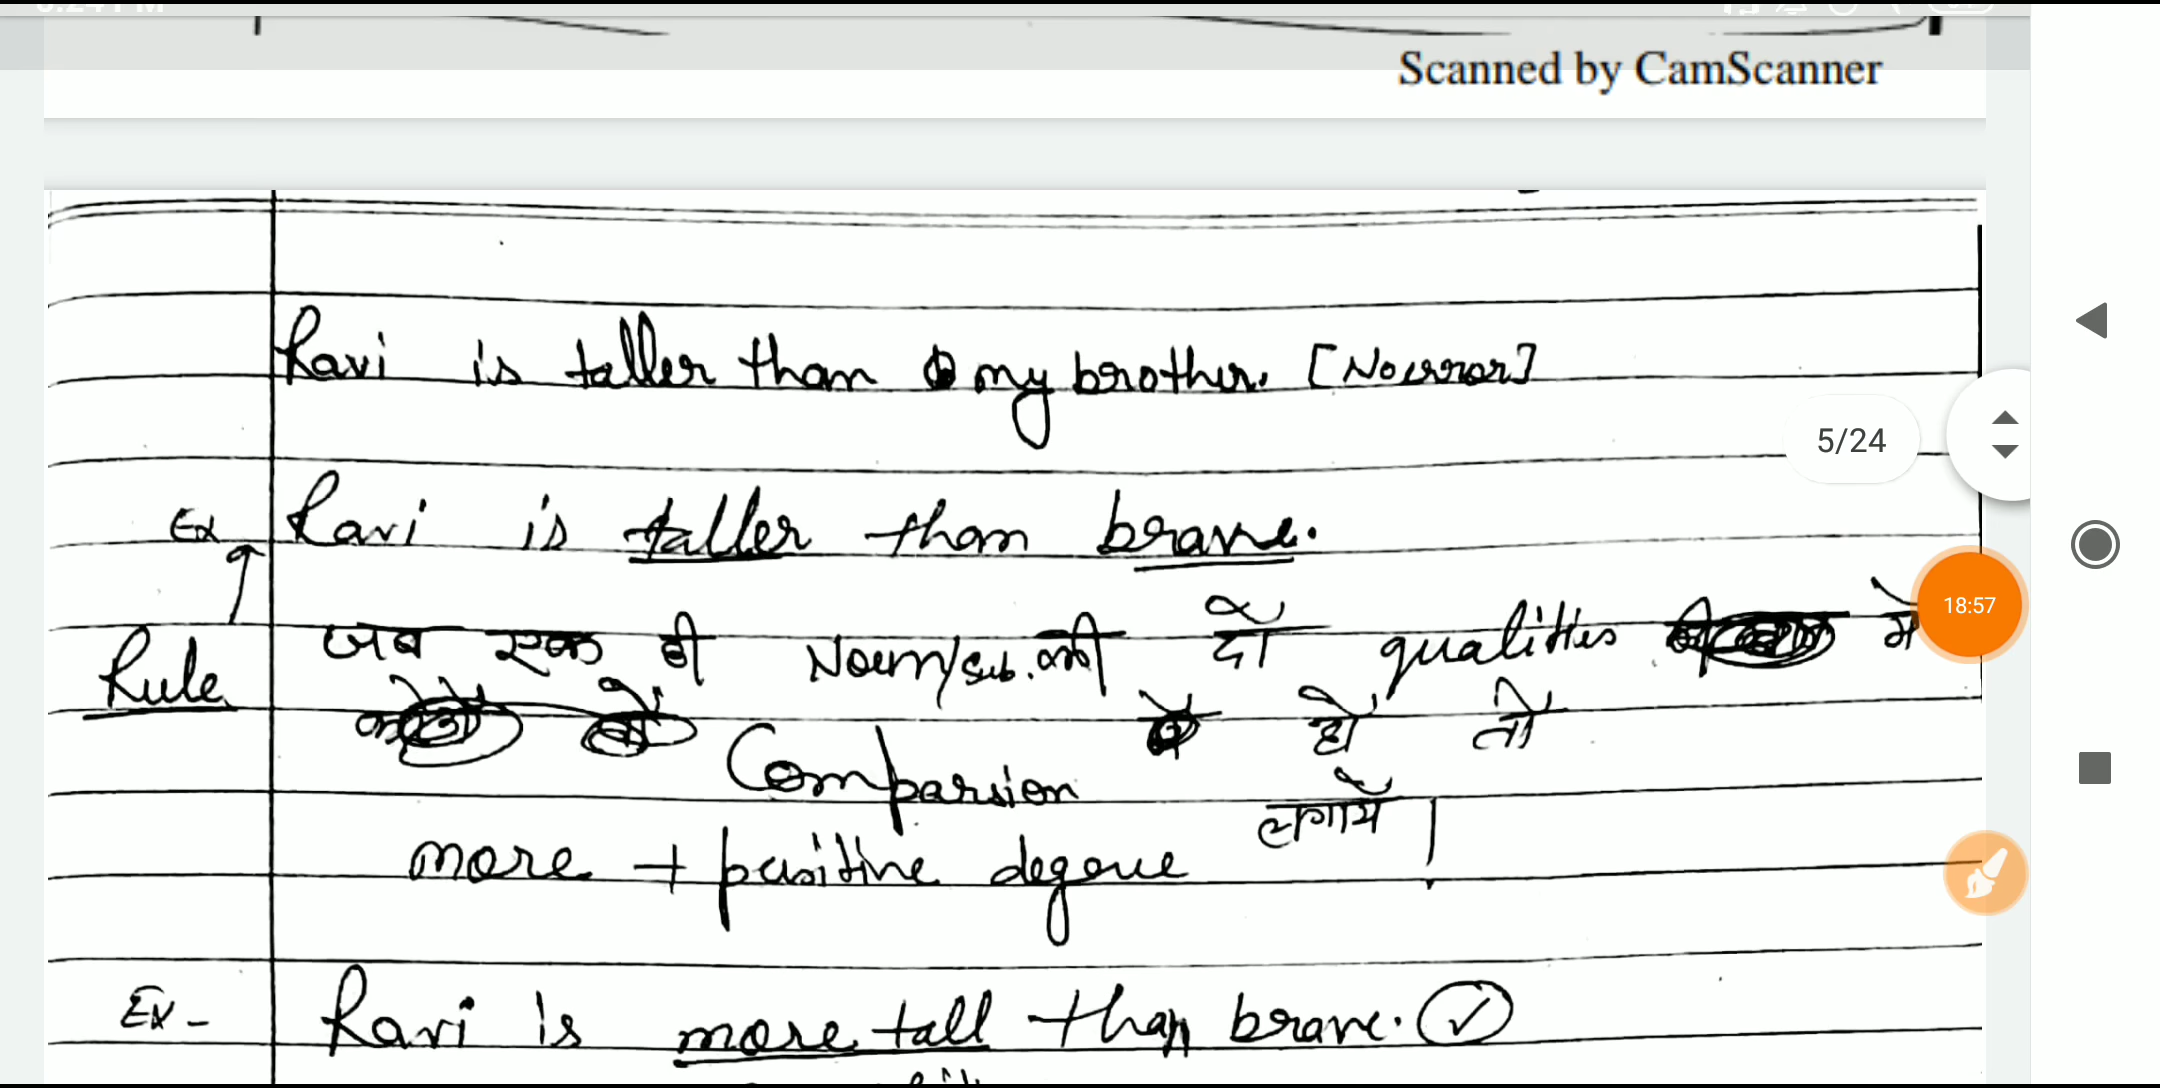 Scanned by CamScanner
Ravi is taller than my brother. [No error]
5/24
Ex Ravi is taller than brave.
18:57
Rule जब एक ही Noun/sub. की दो qualities में
Comparsion हो तो
more + positive degree लगाये।
Ex - Ravi is more tall than brave.